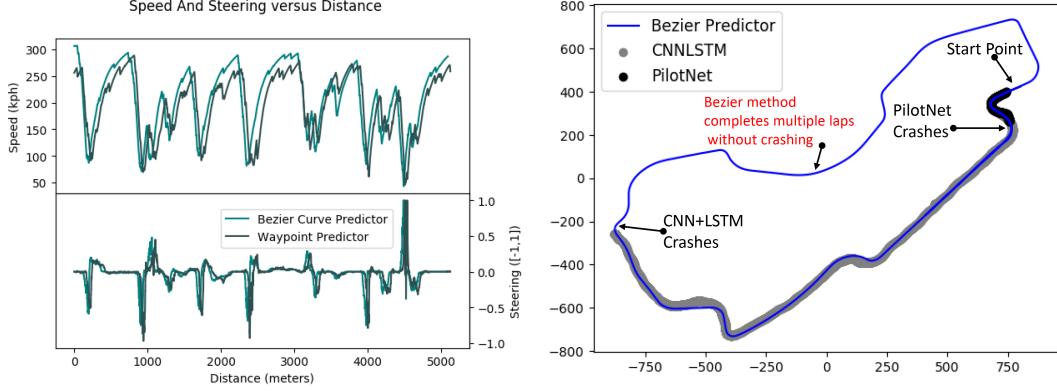 Speed And Steering versus Distance
300
250
200
150
100
50
Speed (kph)
Bezier Curve Predictor
Waypoint Predictor
1.0
0.5
0.0
−0.5
−1.0
Steering ([-1,1])
0
1000
2000
3000
4000
5000
Distance (meters)
800
600
400
200
0
−200
−400
−600
−800
Bezier Predictor
CNNLSTM
PilotNet
Start Point
Bezier method
completes multiple laps
without crashing
PilotNet
Crashes
CNN+LSTM
Crashes
−750
−500
−250
0
250
500
750